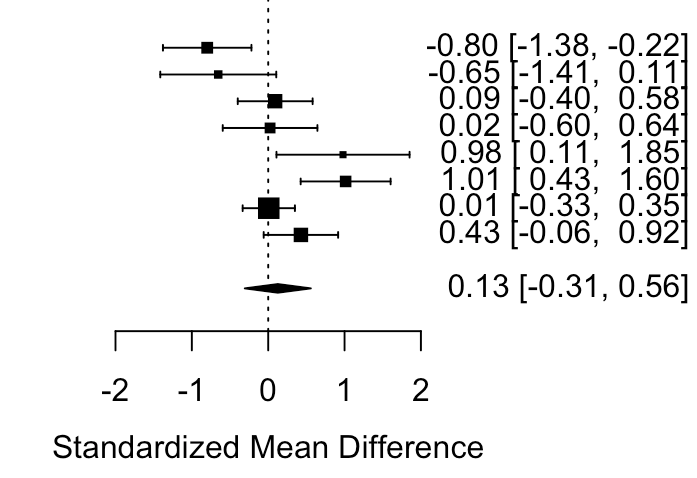 -0.80 [-1.38, -0.22]
-0.65 [-1.41, 0.11]
0.09 [-0.40, 0.58]
0.02 [-0.60, 0.64]
0.98 [ 0.11, 1.85]
1.01 [ 0.43, 1.60]
0.01 [-0.33, 0.35]
0.43 [-0.06, 0.92]
0.13 [-0.31, 0.56]
-2 -1 0 1 2
Standardized Mean Difference